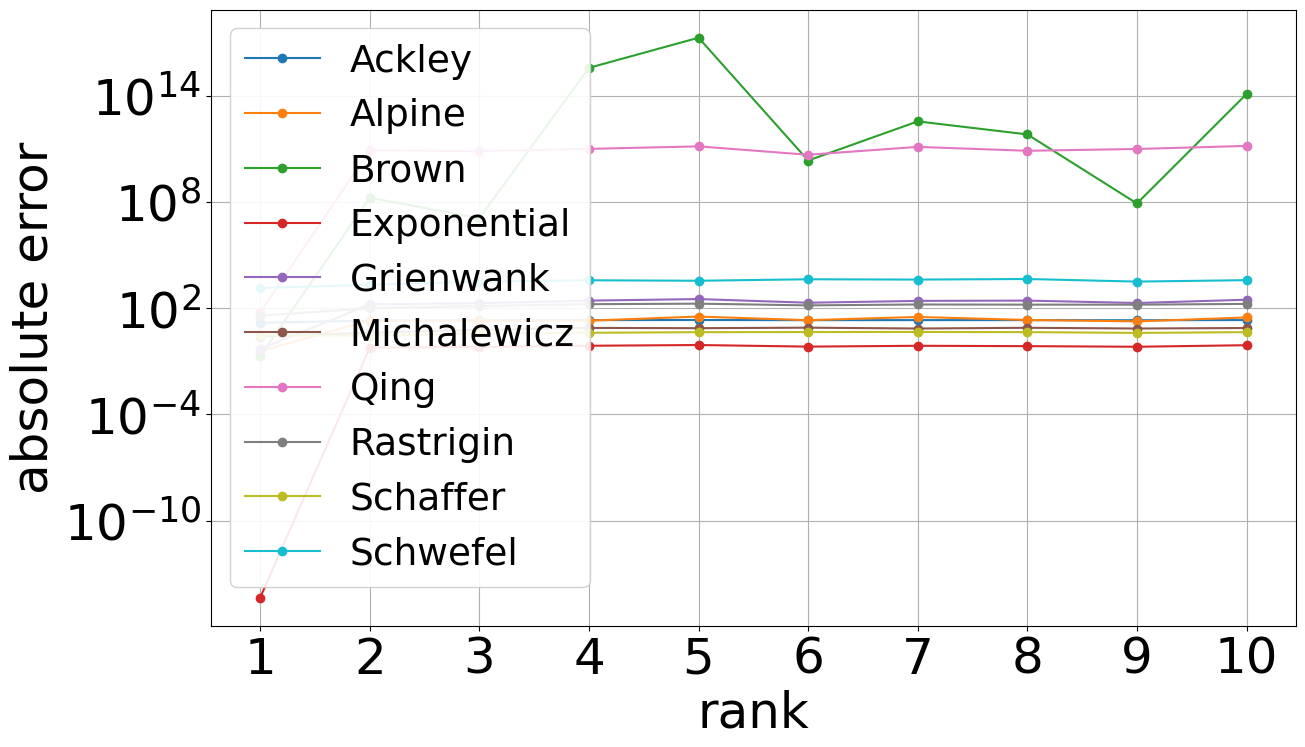 absolute error
10^14
10^8
10^2
10^−4
10^−10
Ackley
Alpine
Brown
Exponential
Grienwank
Michalewicz
Qing
Rastrigin
Schaffer
Schwefel
1 2 3 4 5 6 7 8 9 10
rank